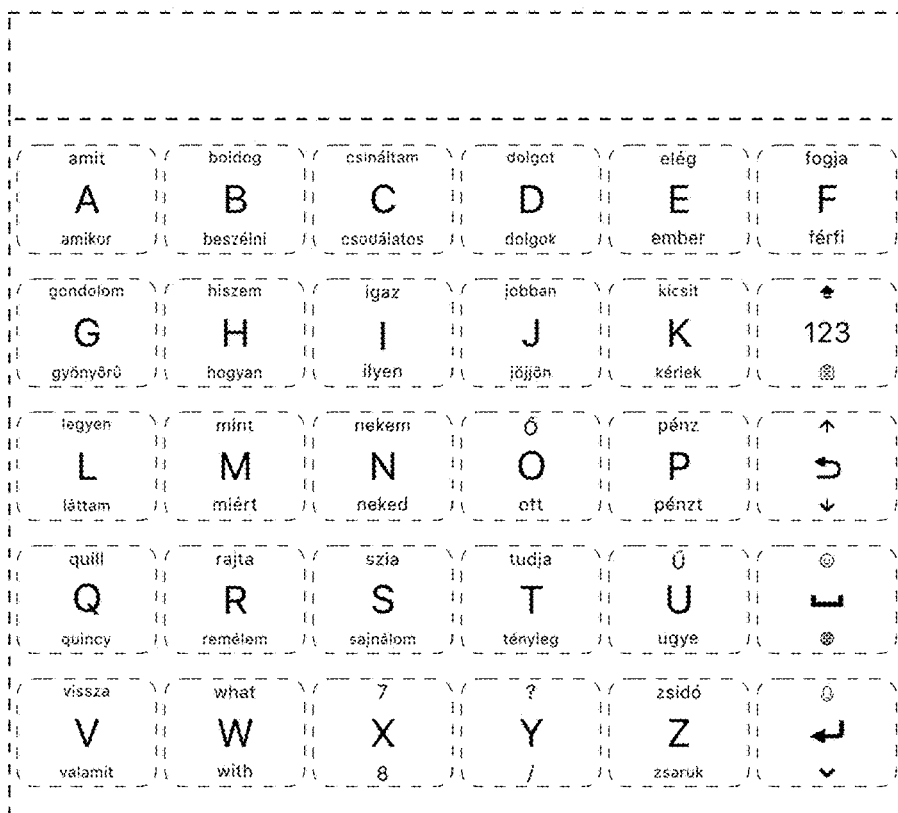 amit boldog csináltam dolgot elég fogja
A B C D E F
amikor beszélni csodálatos dolgok ember férfi
gondolom hiszem igaz jobban kicsit
G H I J K 123
gyönyörű hogyan ilyen jöjjön kérlek
legyen mint nekem Ő pénz
L M N O P
láttam miért neked ott pénzt
quill rajta szia tudja Ű
Q R S T U
quincy remélem sajnálom tényleg ugye
vissza what 7 ? zsidó
V W X Y Z
valamit with 8 / zsaruk